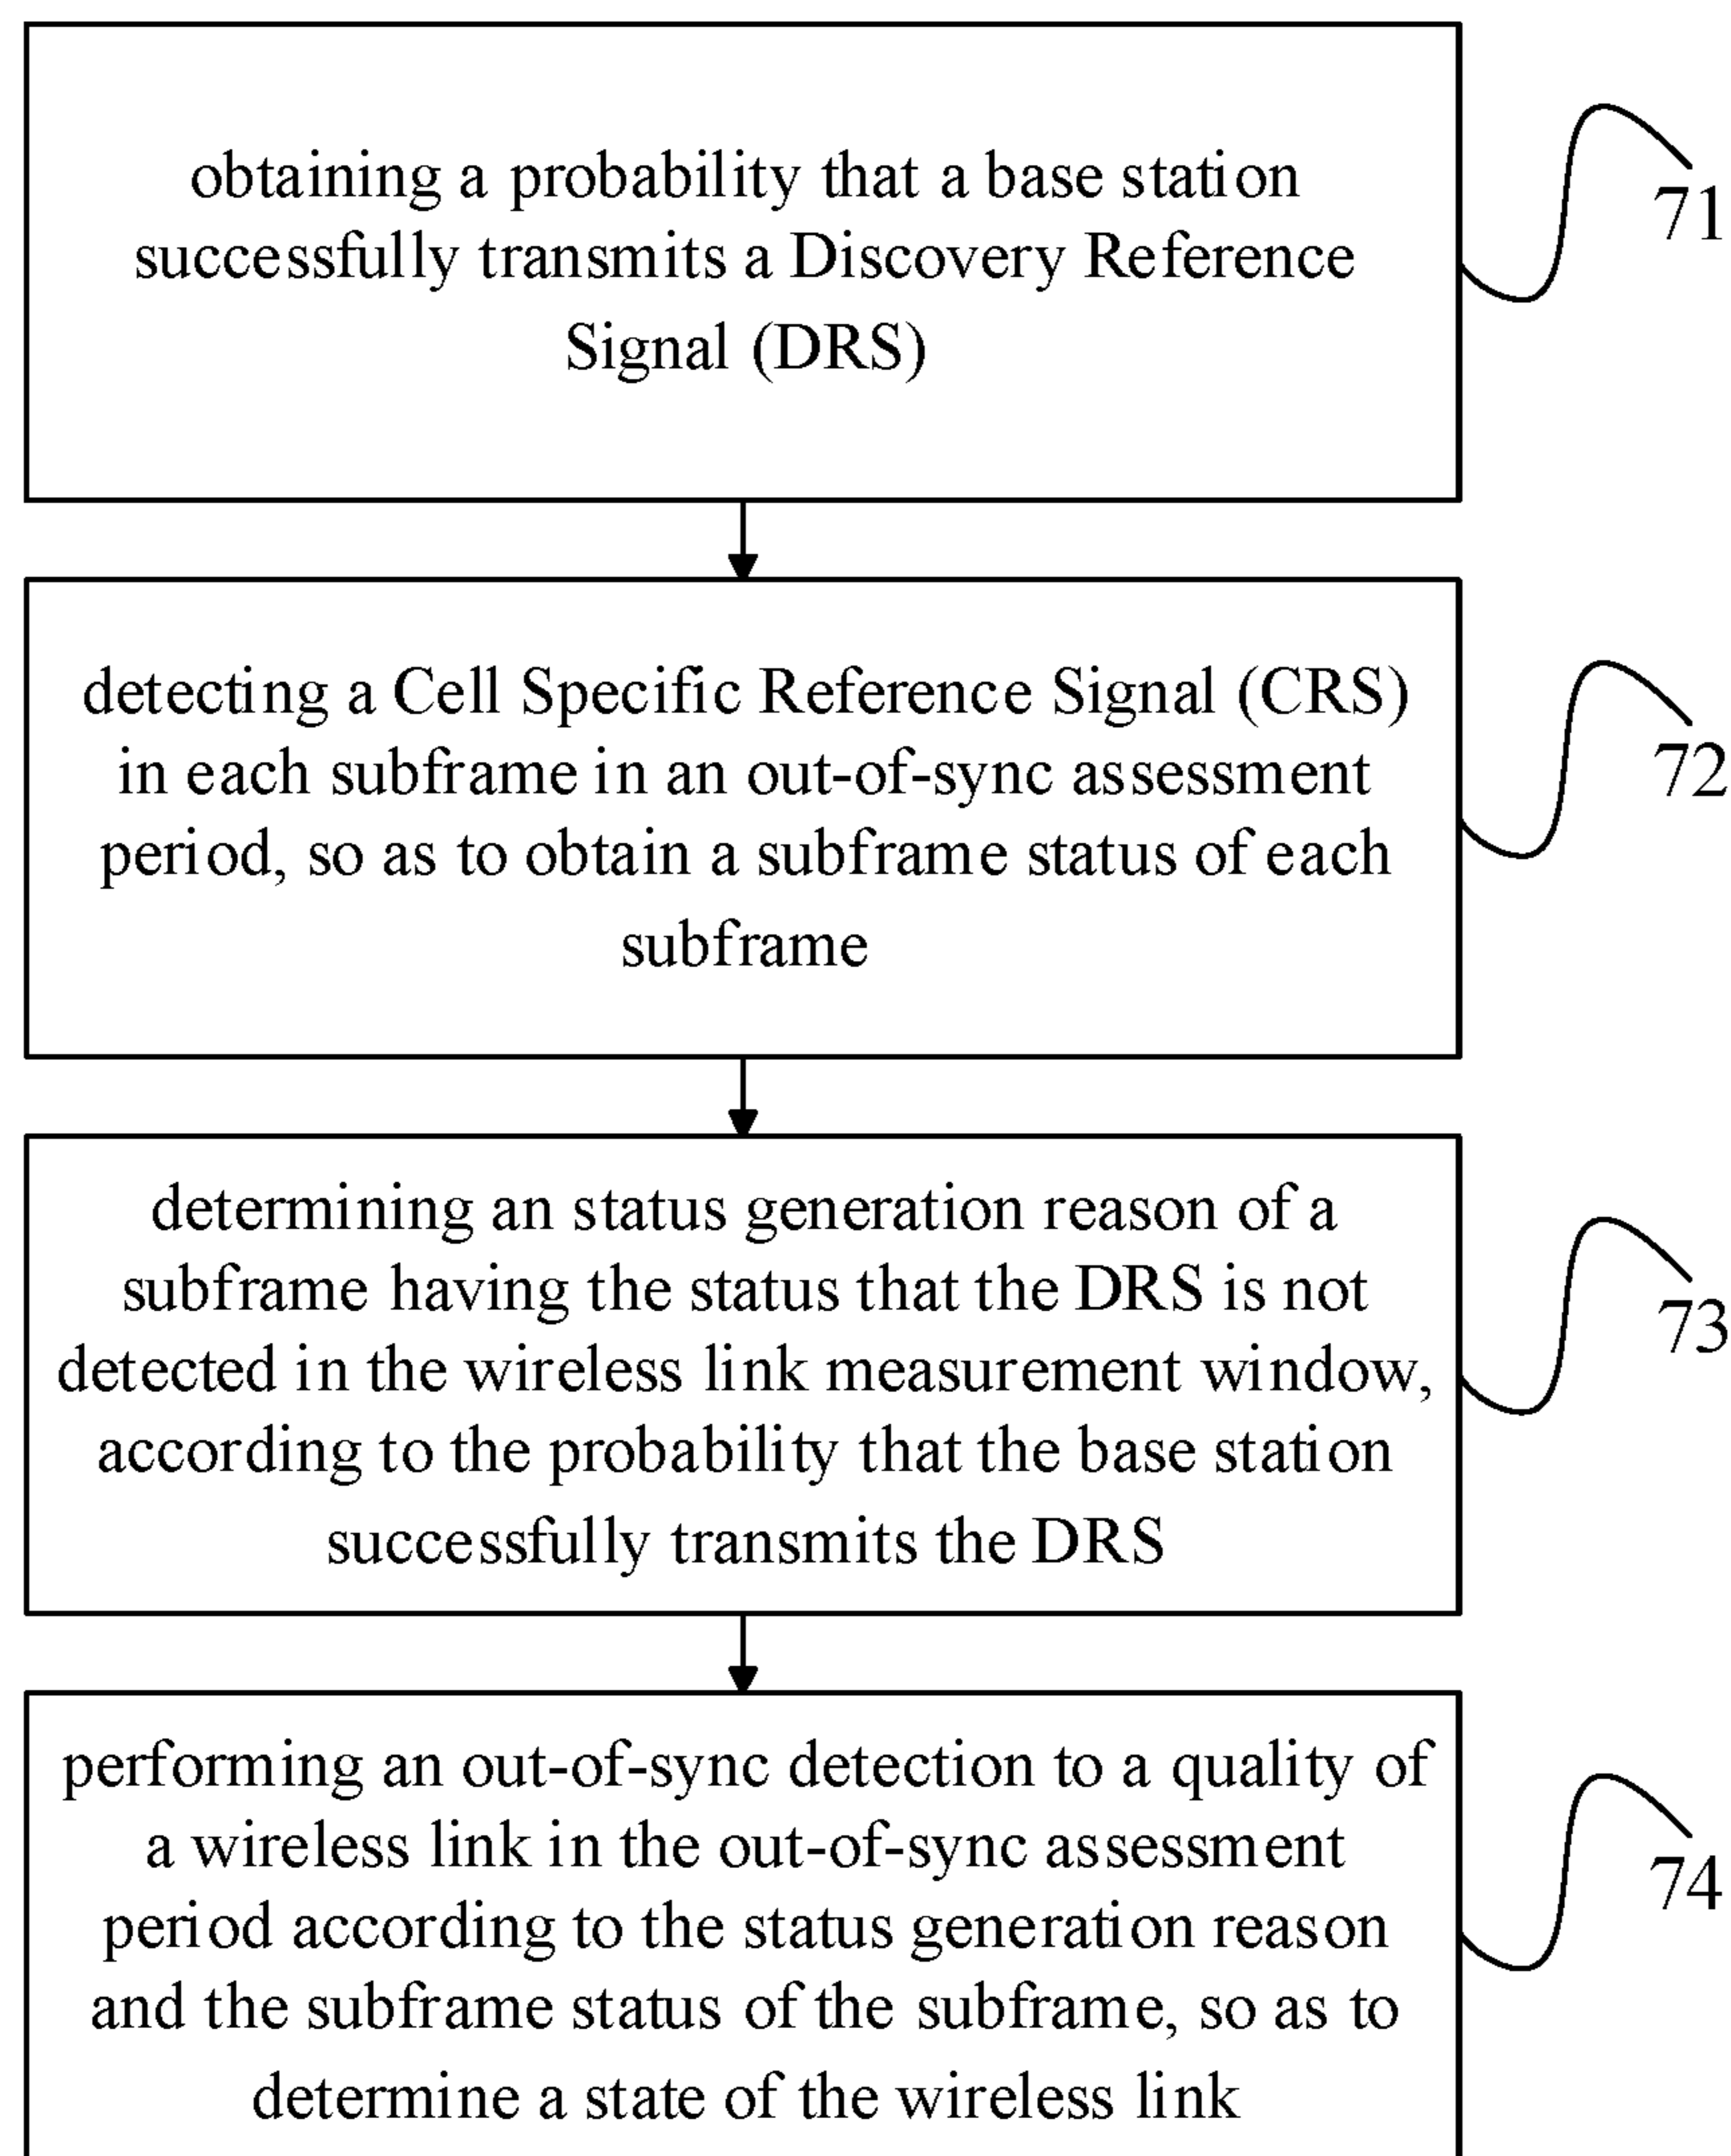 obtaining a probability that a base station
successfully transmits a Discovery Reference
Signal (DRS)
71
detecting a Cell Specific Reference Signal (CRS)
in each subframe in an out-of-sync assessment
period, so as to obtain a subframe status of each
subframe
72
determining an status generation reason of a
subframe having the status that the DRS is not
detected in the wireless link measurement window,
according to the probability that the base station
successfully transmits the DRS
73
performing an out-of-sync detection to a quality of
a wireless link in the out-of-sync assessment
period according to the status generation reason
and the subframe status of the subframe, so as to
determine a state of the wireless link
74